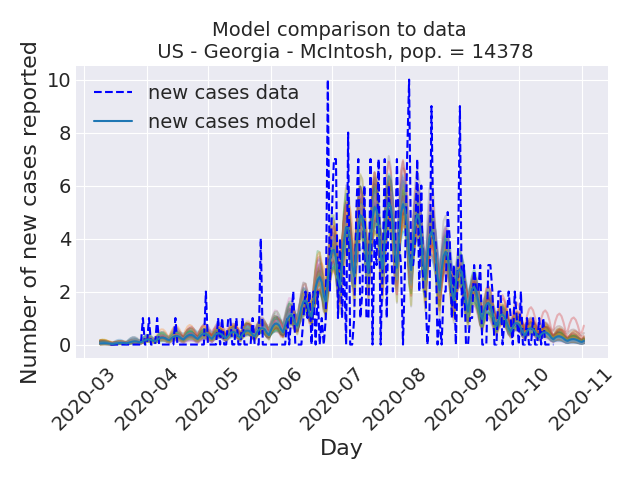 Model comparison to data
US - Georgia - McIntosh, pop. = 14378
Number of new cases reported
10
8
6
4
2
0
new cases data
new cases model
2020-03
2020-04
2020-05
2020-06
2020-07
2020-08
2020-09
2020-10
2020-11
Day